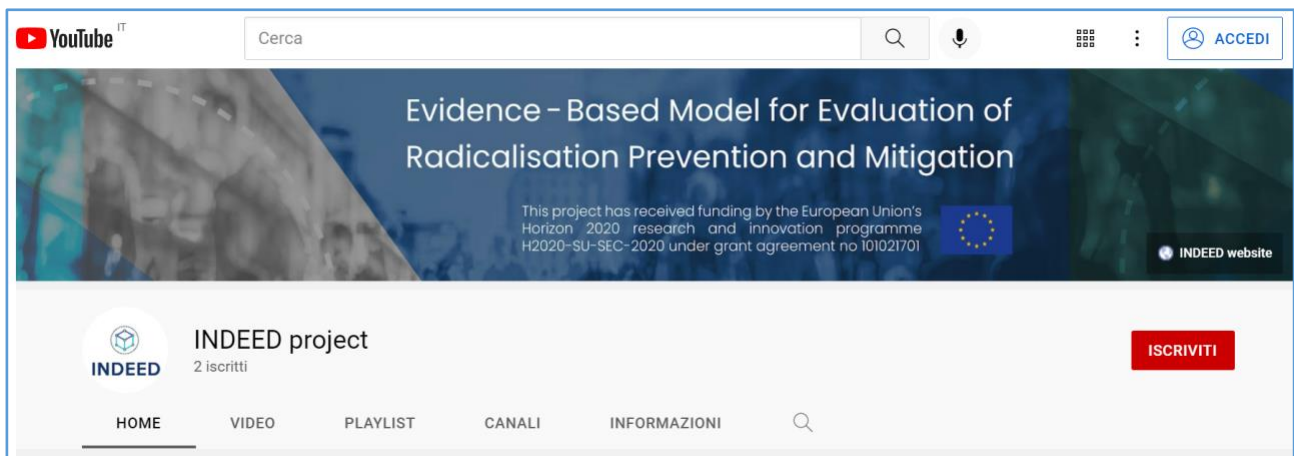 YouTube IT
Cerca
ACCEDI
Evidence - Based Model for Evaluation of
Radicalisation Prevention and Mitigation
This project has received funding by the European Union's
Horizon 2020 research and innovation programme
H2020-SU-SEC-2020 under grant agreement no 101021701
INDEED website
INDEED
INDEED project
2 iscritti
ISCRIVITI
HOME VIDEO PLAYLIST CANALI INFORMAZIONI